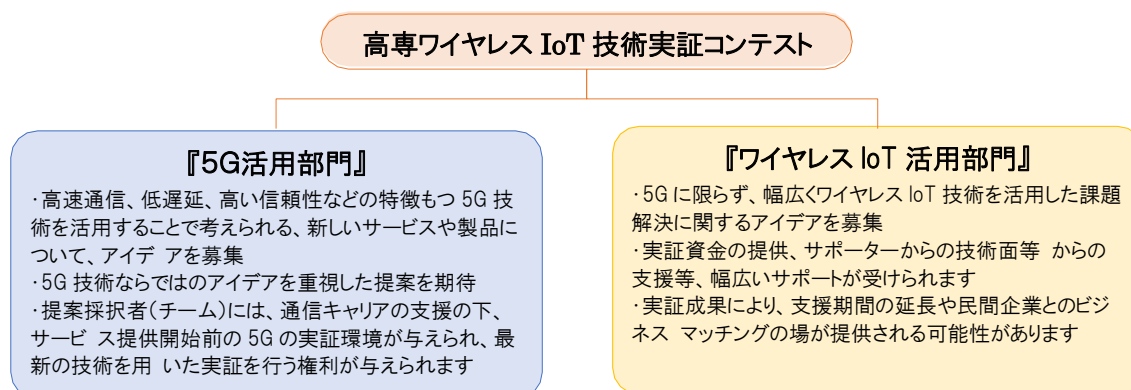 高専ワイヤレス IoT 技術実証コンテスト
『5G活用部門』
・高速通信、低遅延、高い信頼性などの特徴もつ 5G 技
術を活用することで考えられる、新しいサービスや製品に
ついて、アイデ アを募集
・5G 技術ならではのアイデアを重視した提案を期待
・提案採択者(チーム)には、通信キャリアの支援の下、
サービ ス提供開始前の 5G の実証環境が与えられ、最
新の技術を用 いた実証を行う権利が与えられます
『ワイヤレス IoT 活用部門』
・5G に限らず、幅広くワイヤレス IoT 技術を活用した課題
解決に関するアイデアを募集
・実証資金の提供、サポーターからの技術面等 からの
支援等、幅広いサポートが受けられます
・実証成果により、支援期間の延長や民間企業とのビジ
ネス マッチングの場が提供される可能性があります